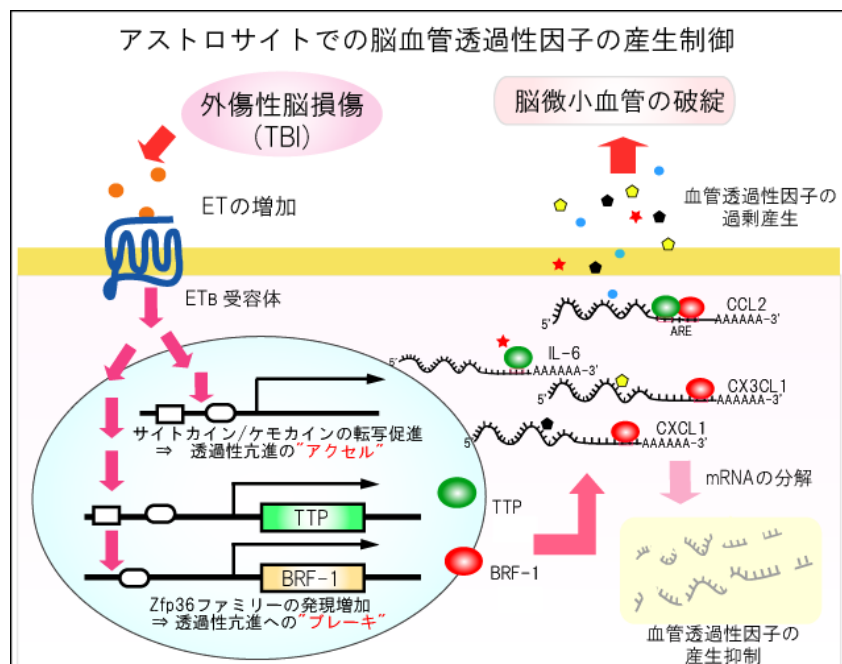 アストロサイトでの脳血管透過性因子の産生制御
外傷性脳損傷
(TBI)
脳微小血管の破綻
ETの増加
血管透過性因子の
過剰産生
ETB 受容体
CCL2
5'
AAAAAA-3'
ARE
IL-6
5'
AAAAAA-3'
CX3CL1
5'
AAAAAA-3'
CXCL1
5'
AAAAAA-3'
サイトカイン/ケモカインの転写促進
⇒ 透過性亢進の"アクセル"
mRNAの分解
TTP
TTP
BRF-1
BRF-1
Zfp36ファミリーの発現増加
⇒ 透過性亢進への"ブレーキ"
血管透過性因子の
産生抑制